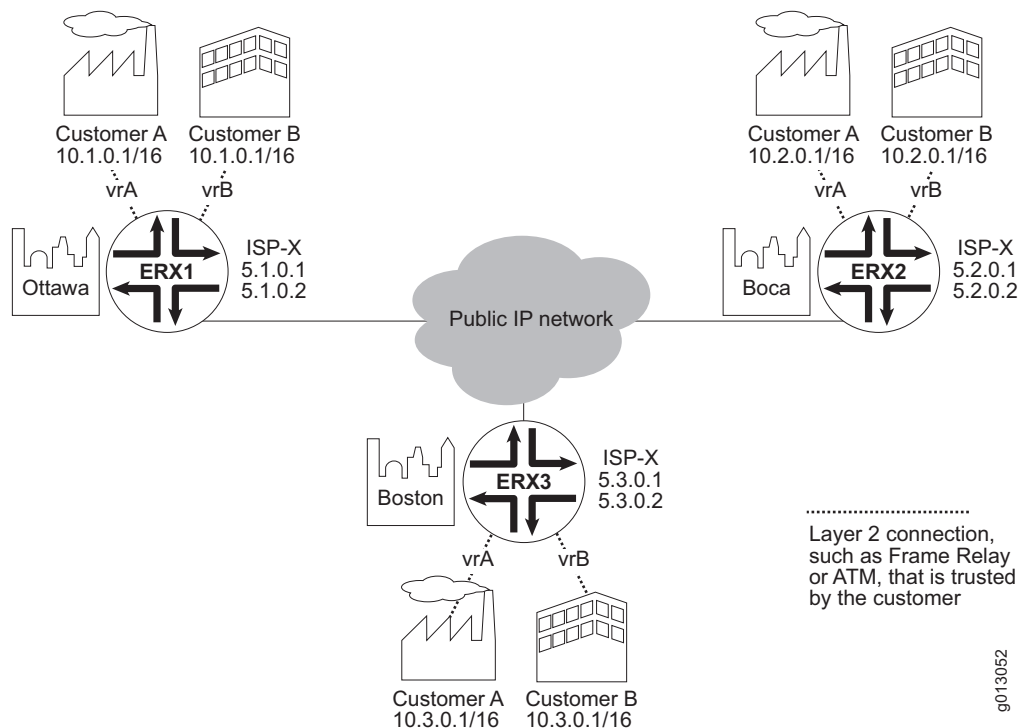 Customer A
10.1.0.1/16
Customer B
10.1.0.1/16
vrA
vrB
Ottawa
ERX1
ISP-X
5.1.0.1
5.1.0.2
Customer A
10.2.0.1/16
Customer B
10.2.0.1/16
vrA
vrB
Boca
ERX2
ISP-X
5.2.0.1
5.2.0.2
Public IP network
Boston
ERX3
ISP-X
5.3.0.1
5.3.0.2
vrA
vrB
Customer A
10.3.0.1/16
Customer B
10.3.0.1/16
Layer 2 connection,
such as Frame Relay
or ATM, that is trusted
by the customer
g013052